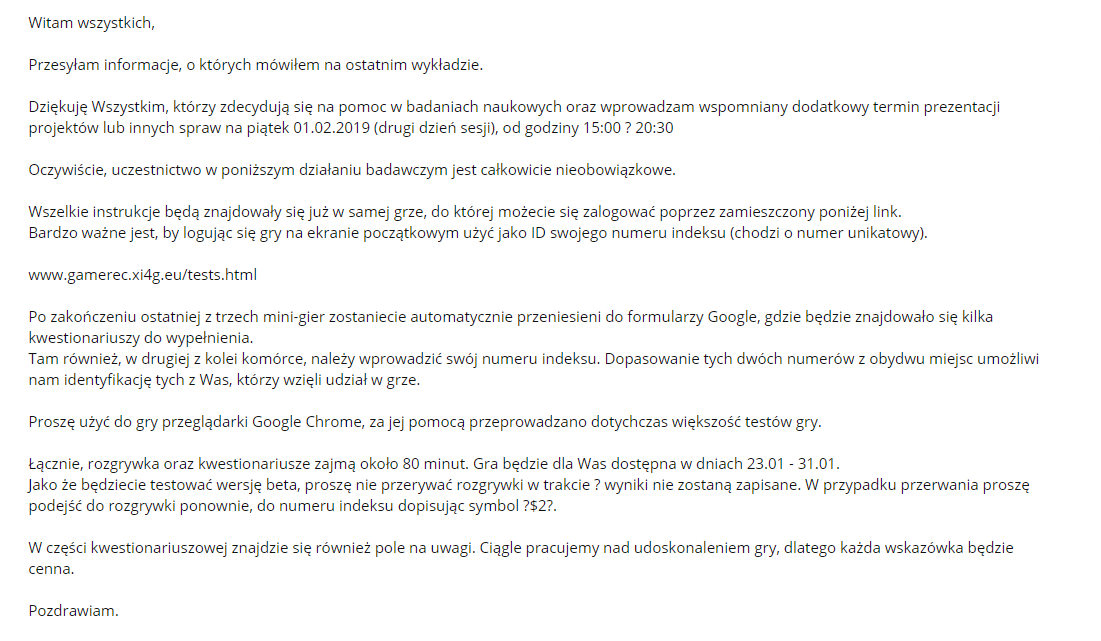 Witam wszystkich,
Przesyłam informacje, o których mówiłem na ostatnim wykładzie.
Dziękuję Wszystkim, którzy zdecydują się na pomoc w badaniach naukowych oraz wprowadzam wspomniany dodatkowy termin prezentacji
projektów lub innych spraw na piątek 01.02.2019 (drugi dzień sesji), od godziny 15:00 ? 20:30
Oczywiście, uczestnictwo w poniższym działaniu badawczym jest całkowicie nieobowiązkowe.
Wszelkie instrukcje będą znajdowały się już w samej grze, do której możecie się zalogować poprzez zamieszczony poniżej link.
Bardzo ważne jest, by logując się gry na ekranie początkowym użyć jako ID swojego numeru indeksu (chodzi o numer unikatowy).
www.gamerec.xi4g.eu/tests.html
Po zakończeniu ostatniej z trzech mini-gier zostaniecie automatycznie przeniesieni do formularzy Google, gdzie będzie znajdowało się kilka
kwestionariuszy do wypełnienia.
Tam również, w drugiej z kolei komórce, należy wprowadzić swój numeru indeksu. Dopasowanie tych dwóch numerów z obydwu miejsc umożliwi
nam identyfikację tych z Was, którzy wzięli udział w grze.
Proszę użyć do gry przeglądarki Google Chrome, za jej pomocą przeprowadzano dotychczas większość testów gry.
Łącznie, rozgrywka oraz kwestionariusze zajmą około 80 minut. Gra będzie dla Was dostępna w dniach 23.01 - 31.01.
Jako że będziecie testować wersję beta, proszę nie przerywać rozgrywki w trakcie ? wyniki nie zostaną zapisane. W przypadku przerwania proszę
podejść do rozgrywki ponownie, do numeru indeksu dopisując symbol ?$2?.
W części kwestionariuszowej znajdzie się również pole na uwagi. Ciągle pracujemy nad udoskonaleniem gry, dlatego każda wskazówka będzie
cenna.
Pozdrawiam.